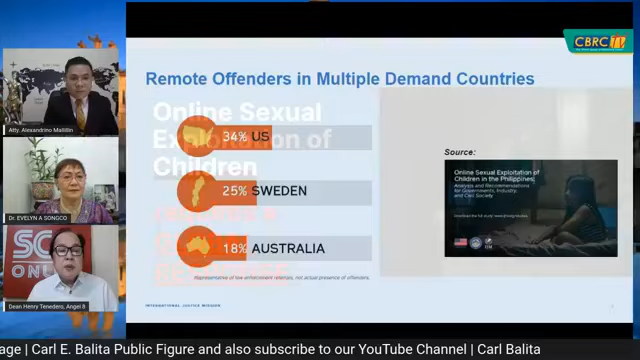 CBRC TV
Remote Offenders in Multiple Demand Countries
Online Sexual
Exploitation of
Children
34% US
25% SWEDEN
18% AUSTRALIA
Representative of law enforcement referrals, not actual presence of offenders.
INTERNATIONAL JUSTICE MISSION
Source:
Online Sexual Exploitation of
Children in the Philippines:
Analysis and Recommendations
for Governments, Industry,
and Civil Society
Atty. Alexandrino Matillin
Dr. EVELYN A SONGCO
SC
ONLIN
Dean Henry Tenedero, Angel B
age | Carl E. Balita Public Figure and also subscribe to our YouTube Channel | Carl Balita